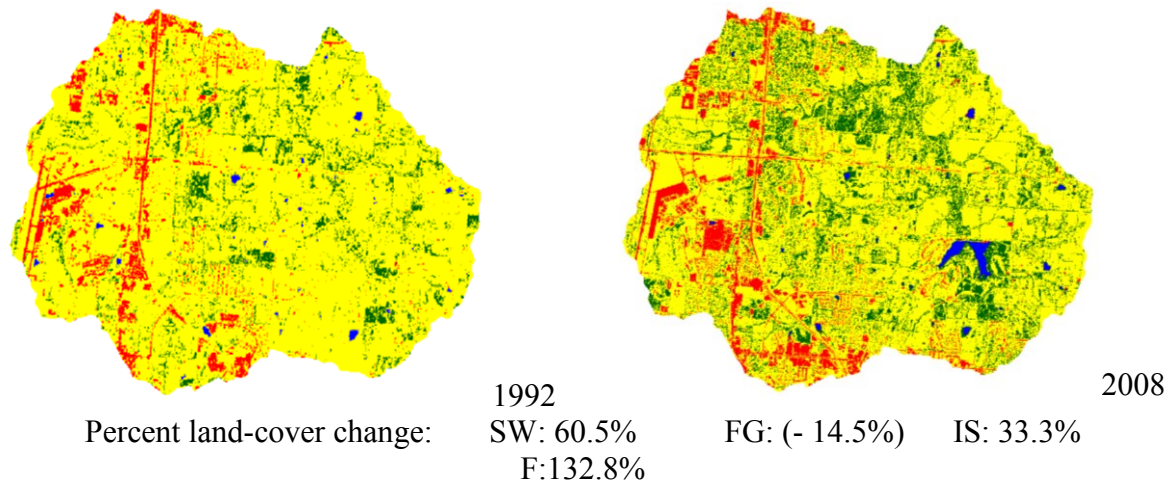 1992
2008
Percent land-cover change: SW: 60.5% FG: (- 14.5%) IS: 33.3%
F:132.8%